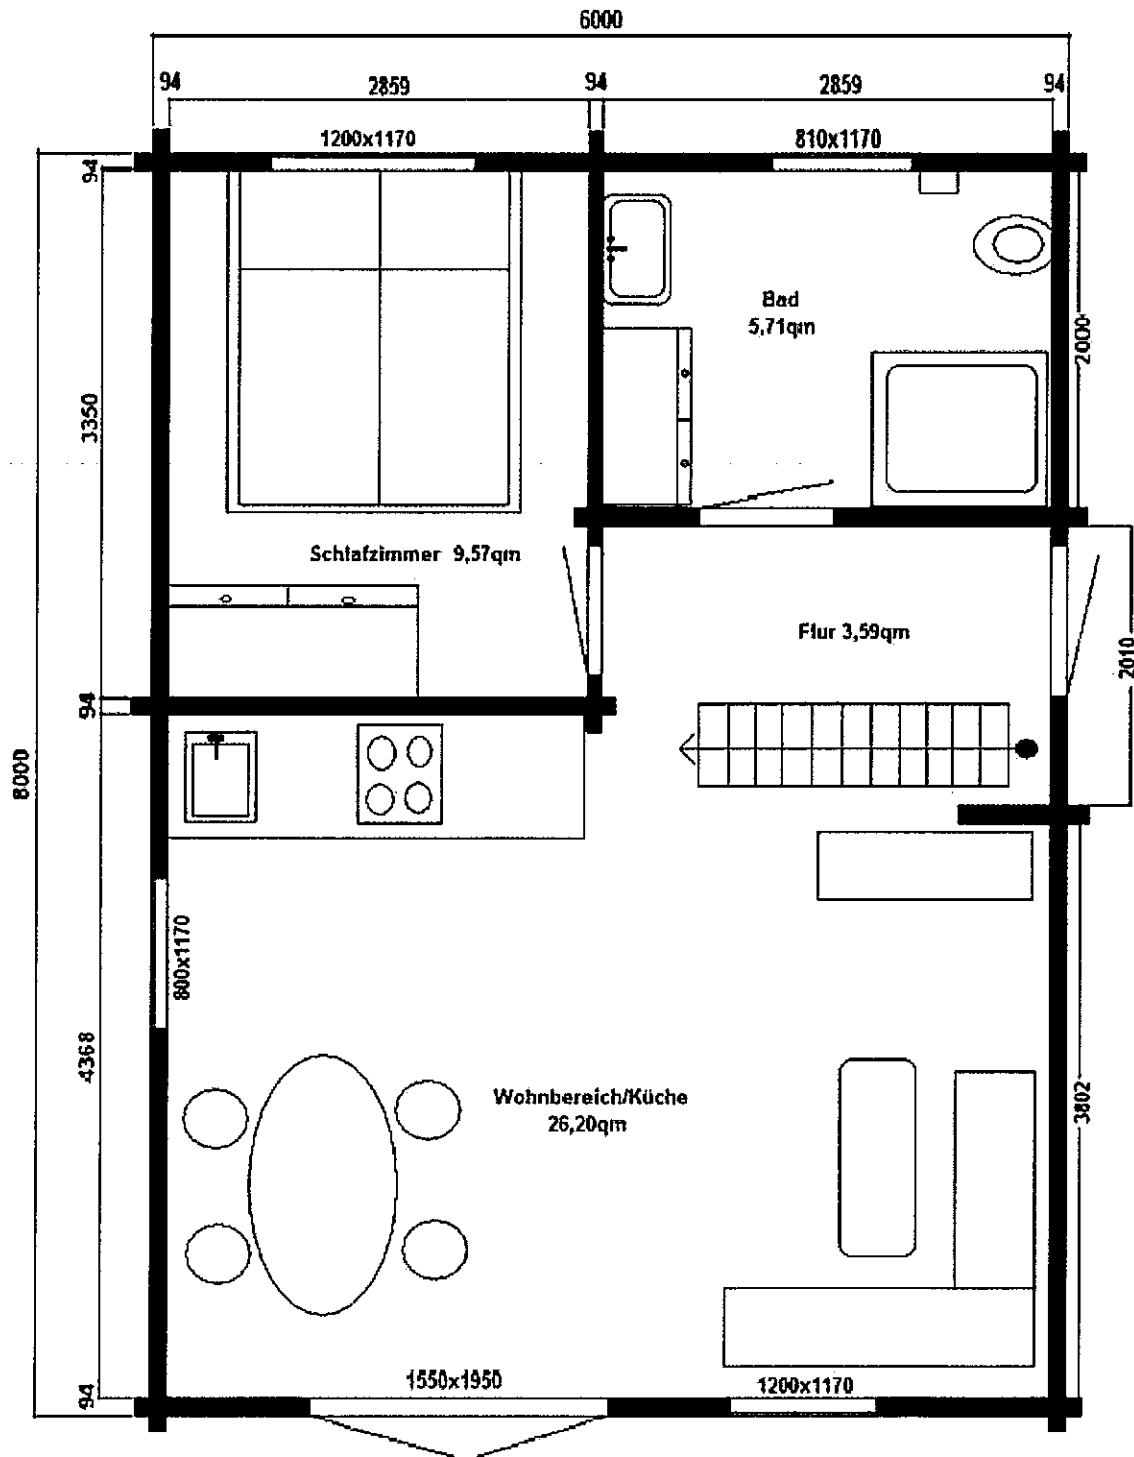 6000
94 2859 94 2859 94
1200x1170 810x1170
94
Bad
5,71qm
2000
3350
Schlafzimmer 9,57qm
Flur 3,59qm
2010
94
8000
800x1170
4368
Wohnbereich/Küche
26,20qm
3802
94
1550x1950
1200x1170